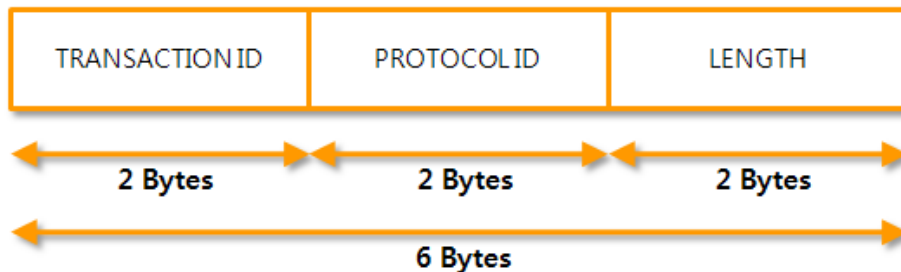 TRANSACTION ID PROTOCOL ID LENGTH
2 Bytes 2 Bytes 2 Bytes
6 Bytes